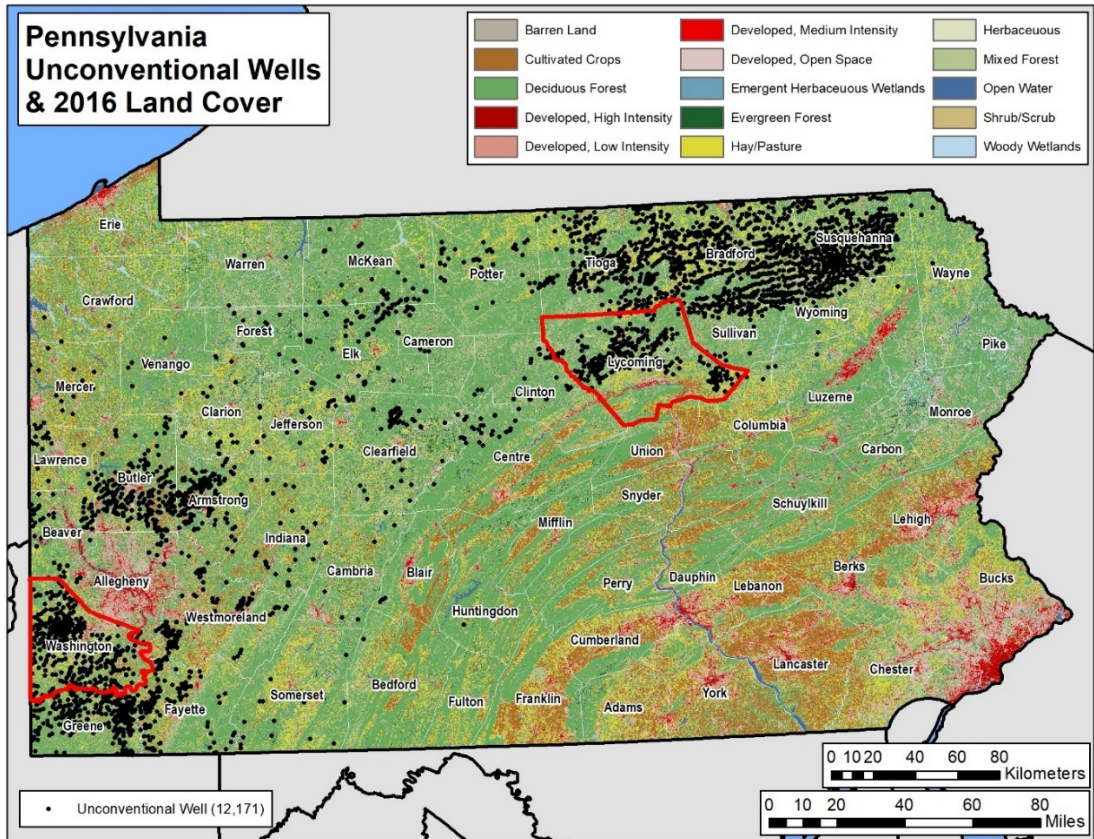 Pennsylvania
Unconventional Wells
& 2016 Land Cover
Barren Land
Cultivated Crops
Deciduous Forest
Developed, High Intensity
Developed, Low Intensity
Developed, Medium Intensity
Developed, Open Space
Emergent Herbaceuous Wetlands
Evergreen Forest
Hay/Pasture
Herbaceous
Mixed Forest
Open Water
Shrub/Scrub
Woody Wetlands
Erie
Warren
McKean
Potter
Tioga
Bradford
Susquehanna
Wayne
Crawford
Forest
Elk
Cameron
Lycoming
Sullivan
Wyoming
Pike
Venango
Mercer
Clinton
Luzerne
Clarion
Jefferson
Clearfield
Centre
Union
Columbia
Monroe
Carbon
Lawrence
Butler
Armstrong
Snyder
Schuylkill
Beaver
Indiana
Mifflin
Lehigh
Allegheny
Cambria
Blair
Perry
Dauphin
Lebanon
Berks
Bucks
Westmoreland
Huntingdon
Washington
Cumberland
Lancaster
Chester
Somerset
Bedford
Fulton
Franklin
Adams
York
Greene
Fayette
0 10 20 40 60 80
Kilometers
0 10 20 40 60 80
Miles
Unconventional Well (12,171)